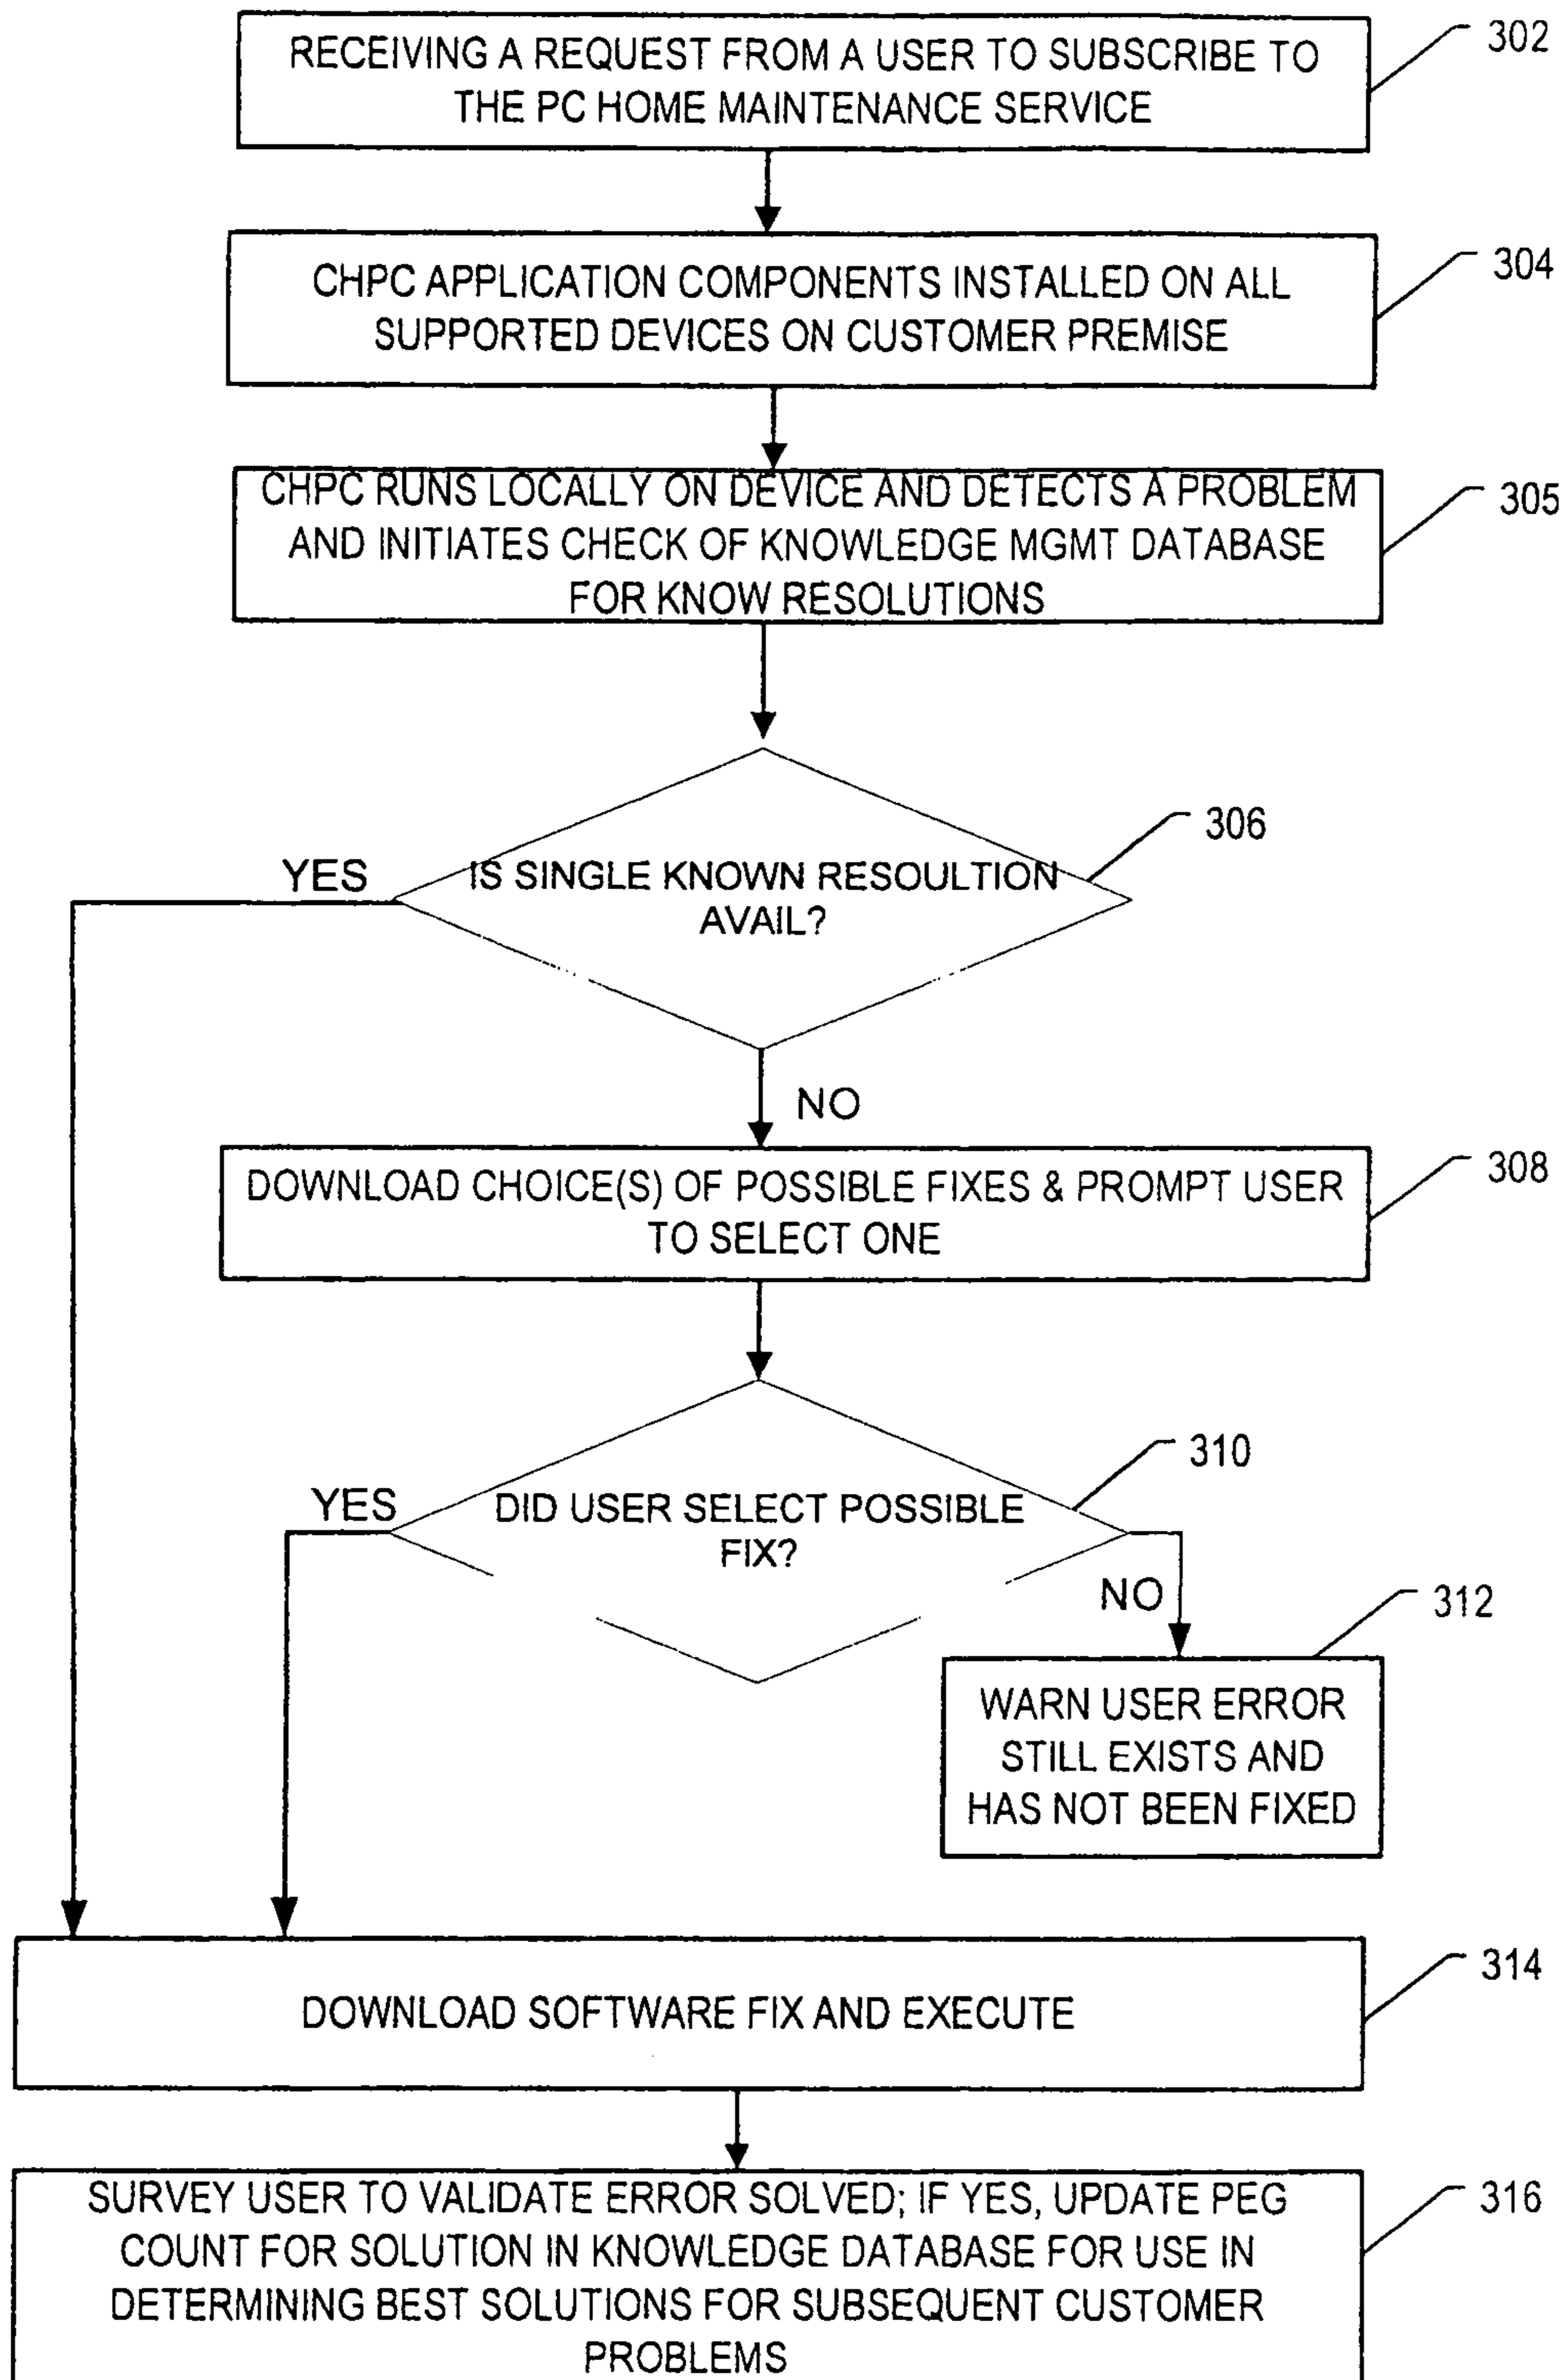 RECEIVING A REQUEST FROM A USER TO SUBSCRIBE TO
THE PC HOME MAINTENANCE SERVICE
302
CHPC APPLICATION COMPONENTS INSTALLED ON ALL
SUPPORTED DEVICES ON CUSTOMER PREMISE
304
CHPC RUNS LOCALLY ON DEVICE AND DETECTS A PROBLEM
AND INITIATES CHECK OF KNOWLEDGE MGMT DATABASE
FOR KNOW RESOLUTIONS
305
306
YES
IS SINGLE KNOWN RESOULTION
AVAIL?
NO
DOWNLOAD CHOICE(S) OF POSSIBLE FIXES & PROMPT USER
TO SELECT ONE
308
310
YES
DID USER SELECT POSSIBLE
FIX?
NO
312
WARN USER ERROR
STILL EXISTS AND
HAS NOT BEEN FIXED
314
DOWNLOAD SOFTWARE FIX AND EXECUTE
316
SURVEY USER TO VALIDATE ERROR SOLVED; IF YES, UPDATE PEG
COUNT FOR SOLUTION IN KNOWLEDGE DATABASE FOR USE IN
DETERMINING BEST SOLUTIONS FOR SUBSEQUENT CUSTOMER
PROBLEMS